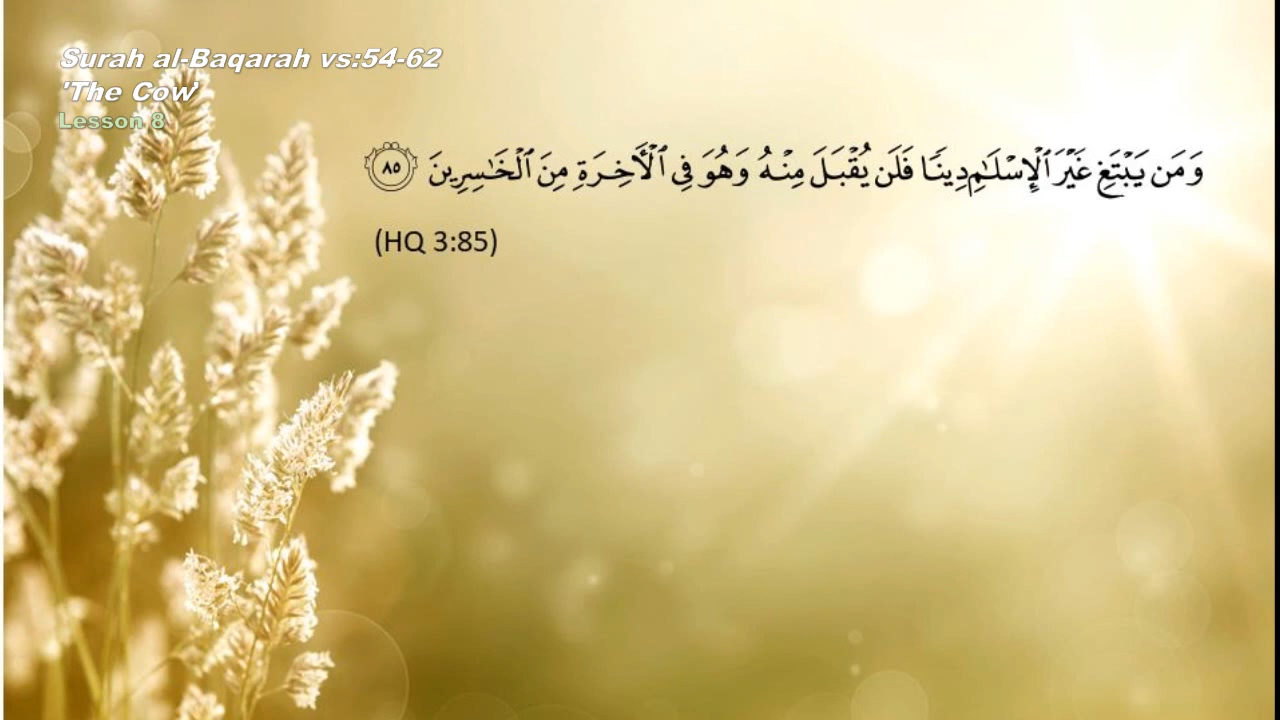 Surah al-Baqarah vs:54-62
'The Cow'
Lesson 8
وَمَن يَبْتَغِ غَيْرَ ٱلْإِسْلَـٰمِ دِينًا فَلَن يُقْبَلَ مِنْهُ وَهُوَ فِى ٱلْأَخِرَةِ مِنَ ٱلْخَـٰسِرِينَ ٨٥
(HQ 3:85)